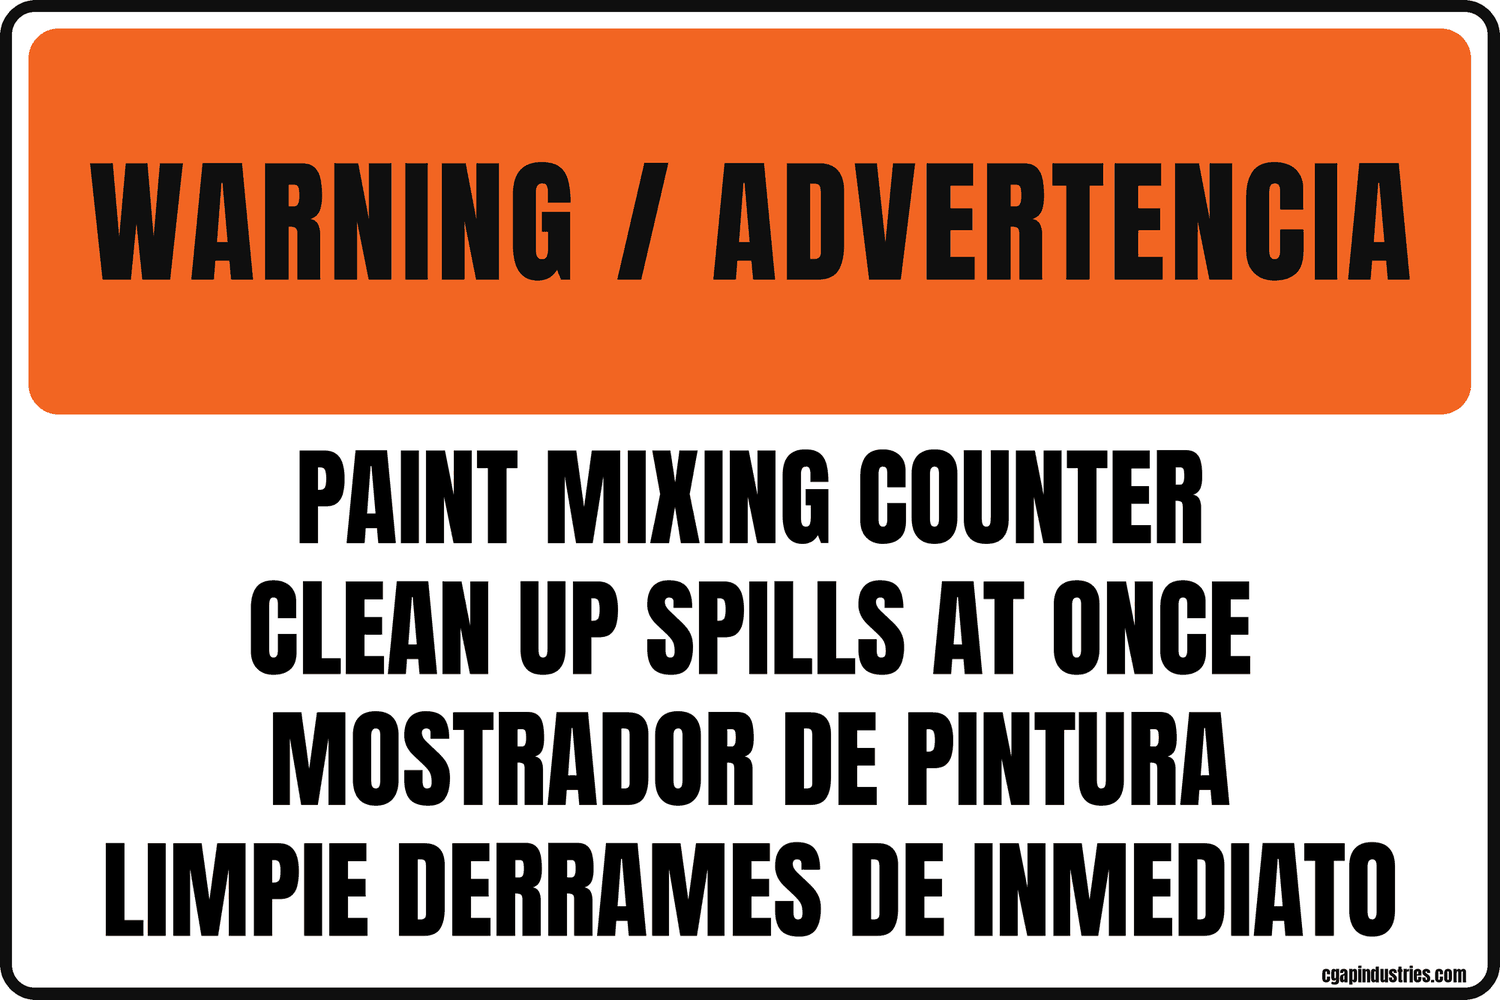 WARNING / ADVERTENCIA
PAINT MIXING COUNTER
CLEAN UP SPILLS AT ONCE
MOSTRADOR DE PINTURA
LIMPIE DERRAMES DE INMEDIATO
cgapindustries.com